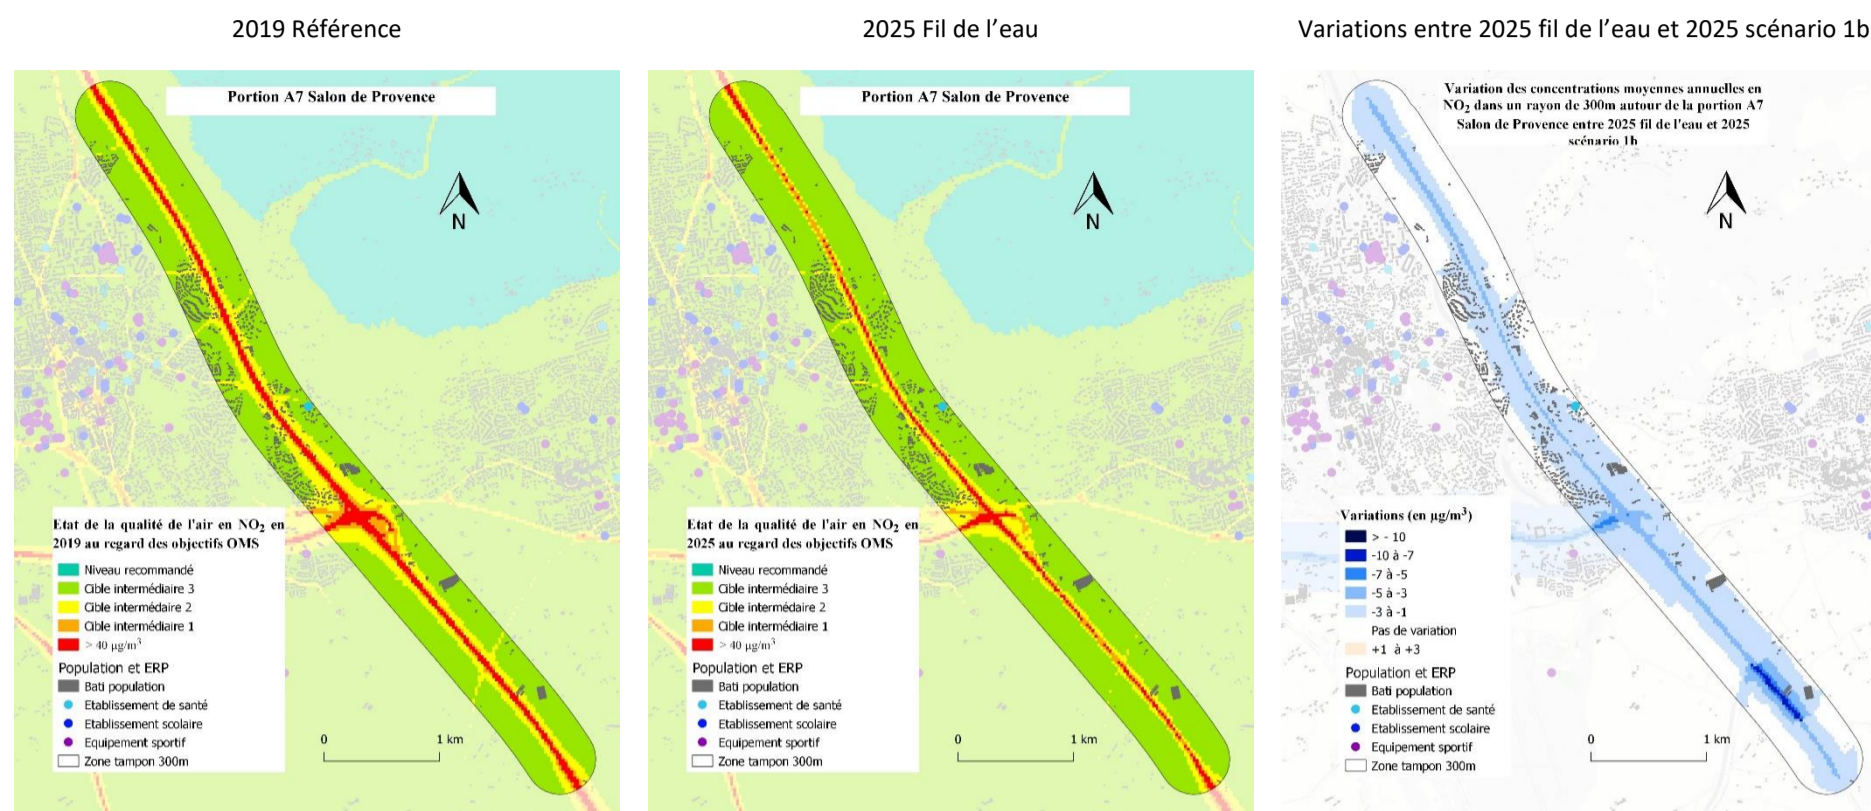 2019 Référence
Portion A7 Salon de Provence
N
Etat de la qualité de l'air en NO₂ en
2019 au regard des objectifs OMS
Niveau recommandé
Cible intermédiaire 3
Cible intermédaire 2
Cible intermédiaire 1
> 40 µg/m³
Population et ERP
Bati population
Etablissement de santé
Etablissement scolaire
Equipement sportif
Zone tampon 300m
0 1 km
2025 Fil de l’eau
Portion A7 Salon de Provence
N
Etat de la qualité de l'air en NO₂ en
2025 au regard des objectifs OMS
Niveau recommandé
Cible intermédiaire 3
Cible intermédaire 2
Cible intermédiaire 1
> 40 µg/m³
Population et ERP
Bati population
Etablissement de santé
Etablissement scolaire
Equipement sportif
Zone tampon 300m
0 1 km
Variations entre 2025 fil de l’eau et 2025 scénario 1b
Variation des concentrations moyennes annuelles en
NO₂ dans un rayon de 300m autour de la portion A7
Salon de Provence entre 2025 fil de l'eau et 2025
scénario 1b
N
Variations (en µg/m³)
> - 10
-10 à -7
-7 à -5
-5 à -3
-3 à -1
Pas de variation
+1 à +3
Population et ERP
Bati population
Etablissement de santé
Etablissement scolaire
Equipement sportif
Zone tampon 300m
0 1 km